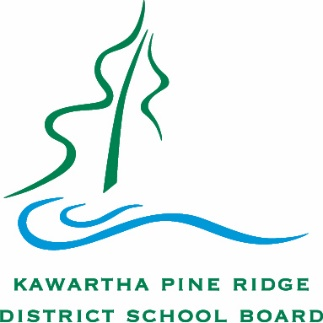 KAWARTHA PINE RIDGE
DISTRICT SCHOOL BOARD